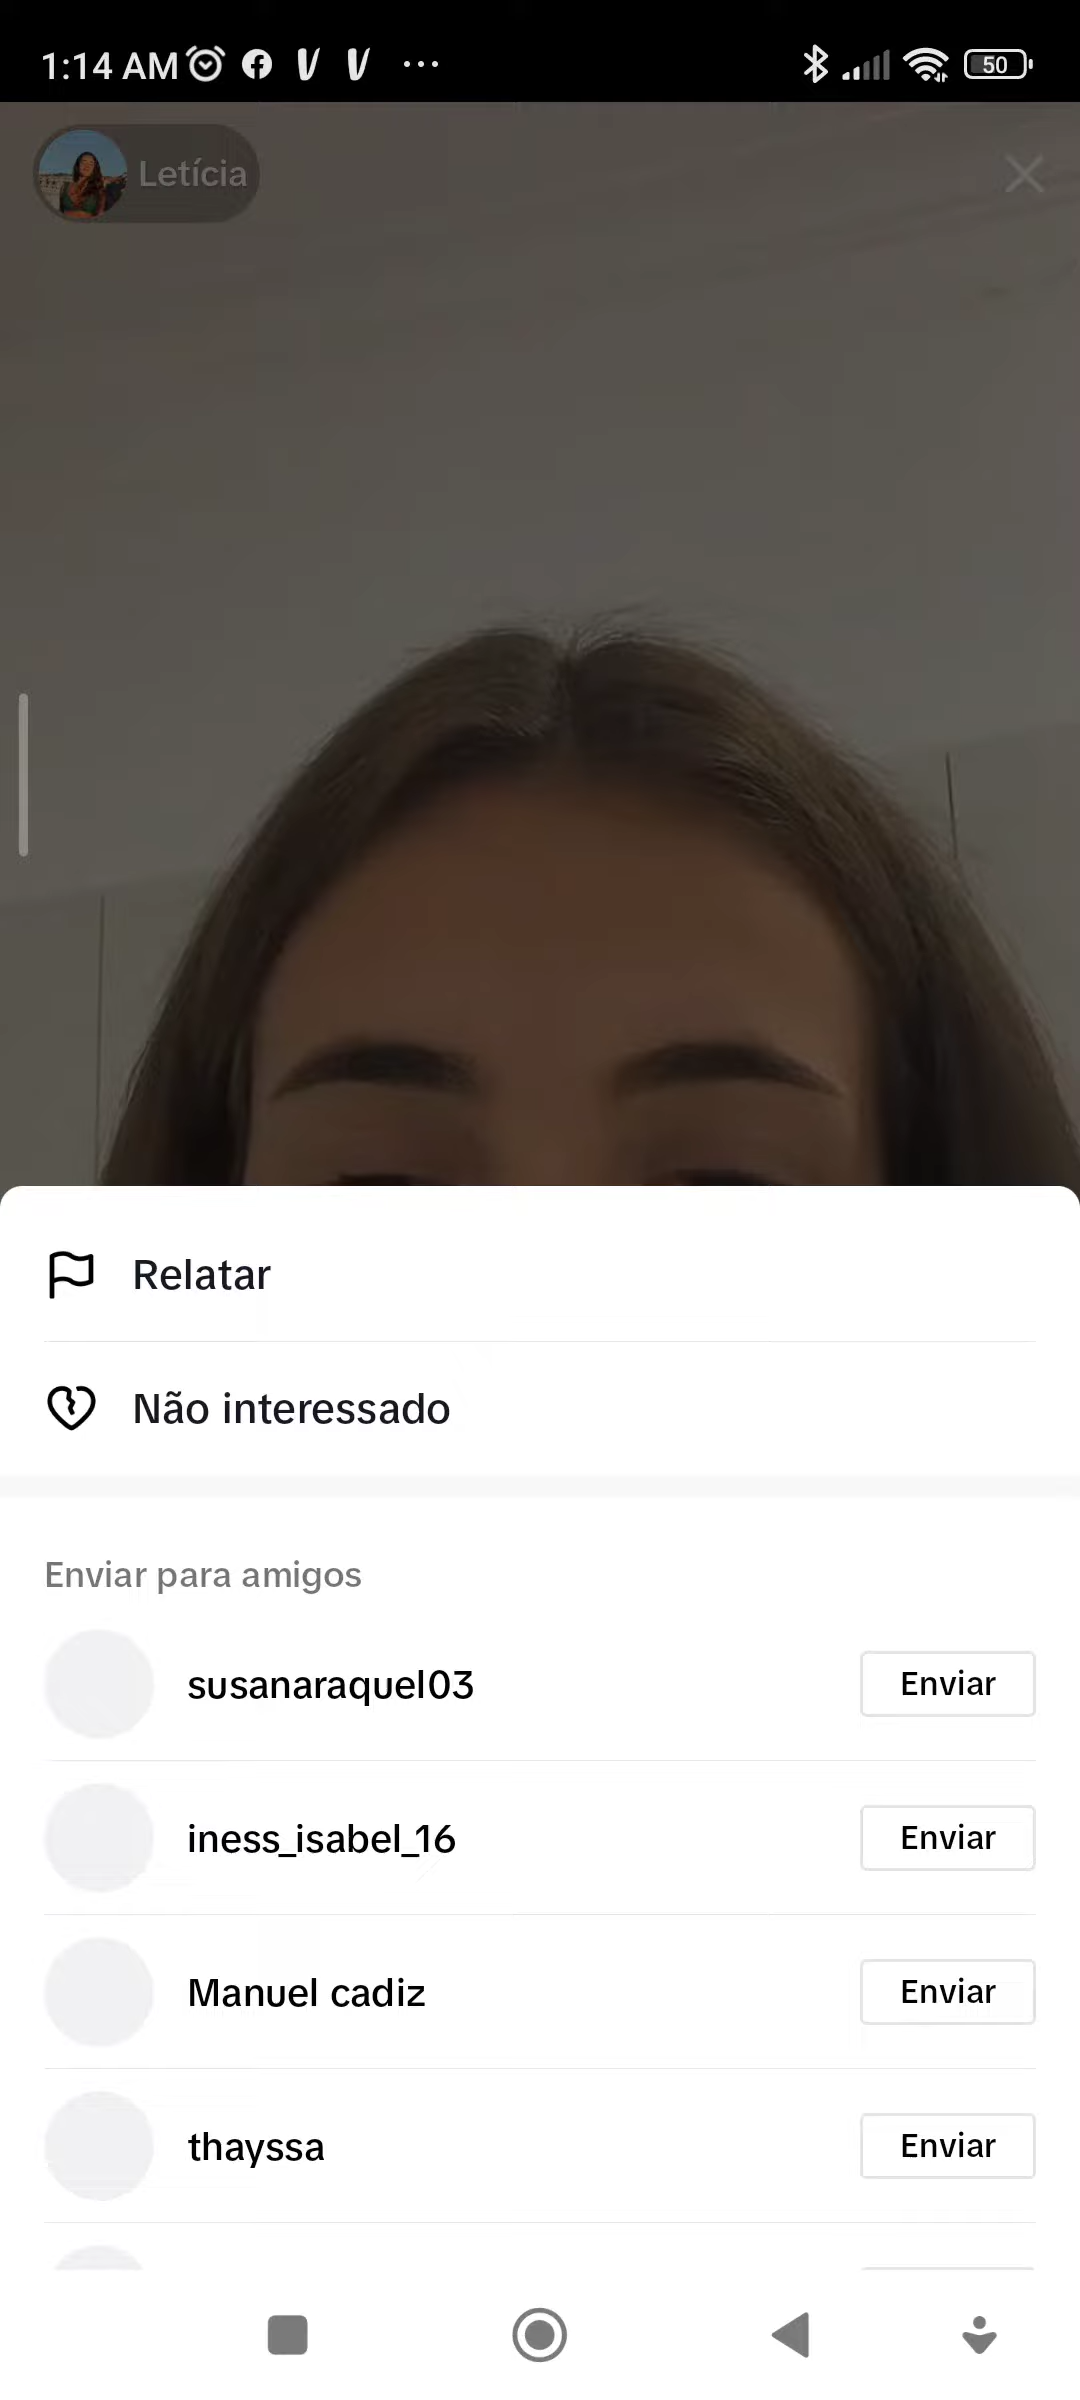 1:14 AM
50
Letícia
Relatar
Não interessado
Enviar para amigos
susanaraquel03
Enviar
iness_isabel_16
Enviar
Manuel cadiz
Enviar
thayssa
Enviar